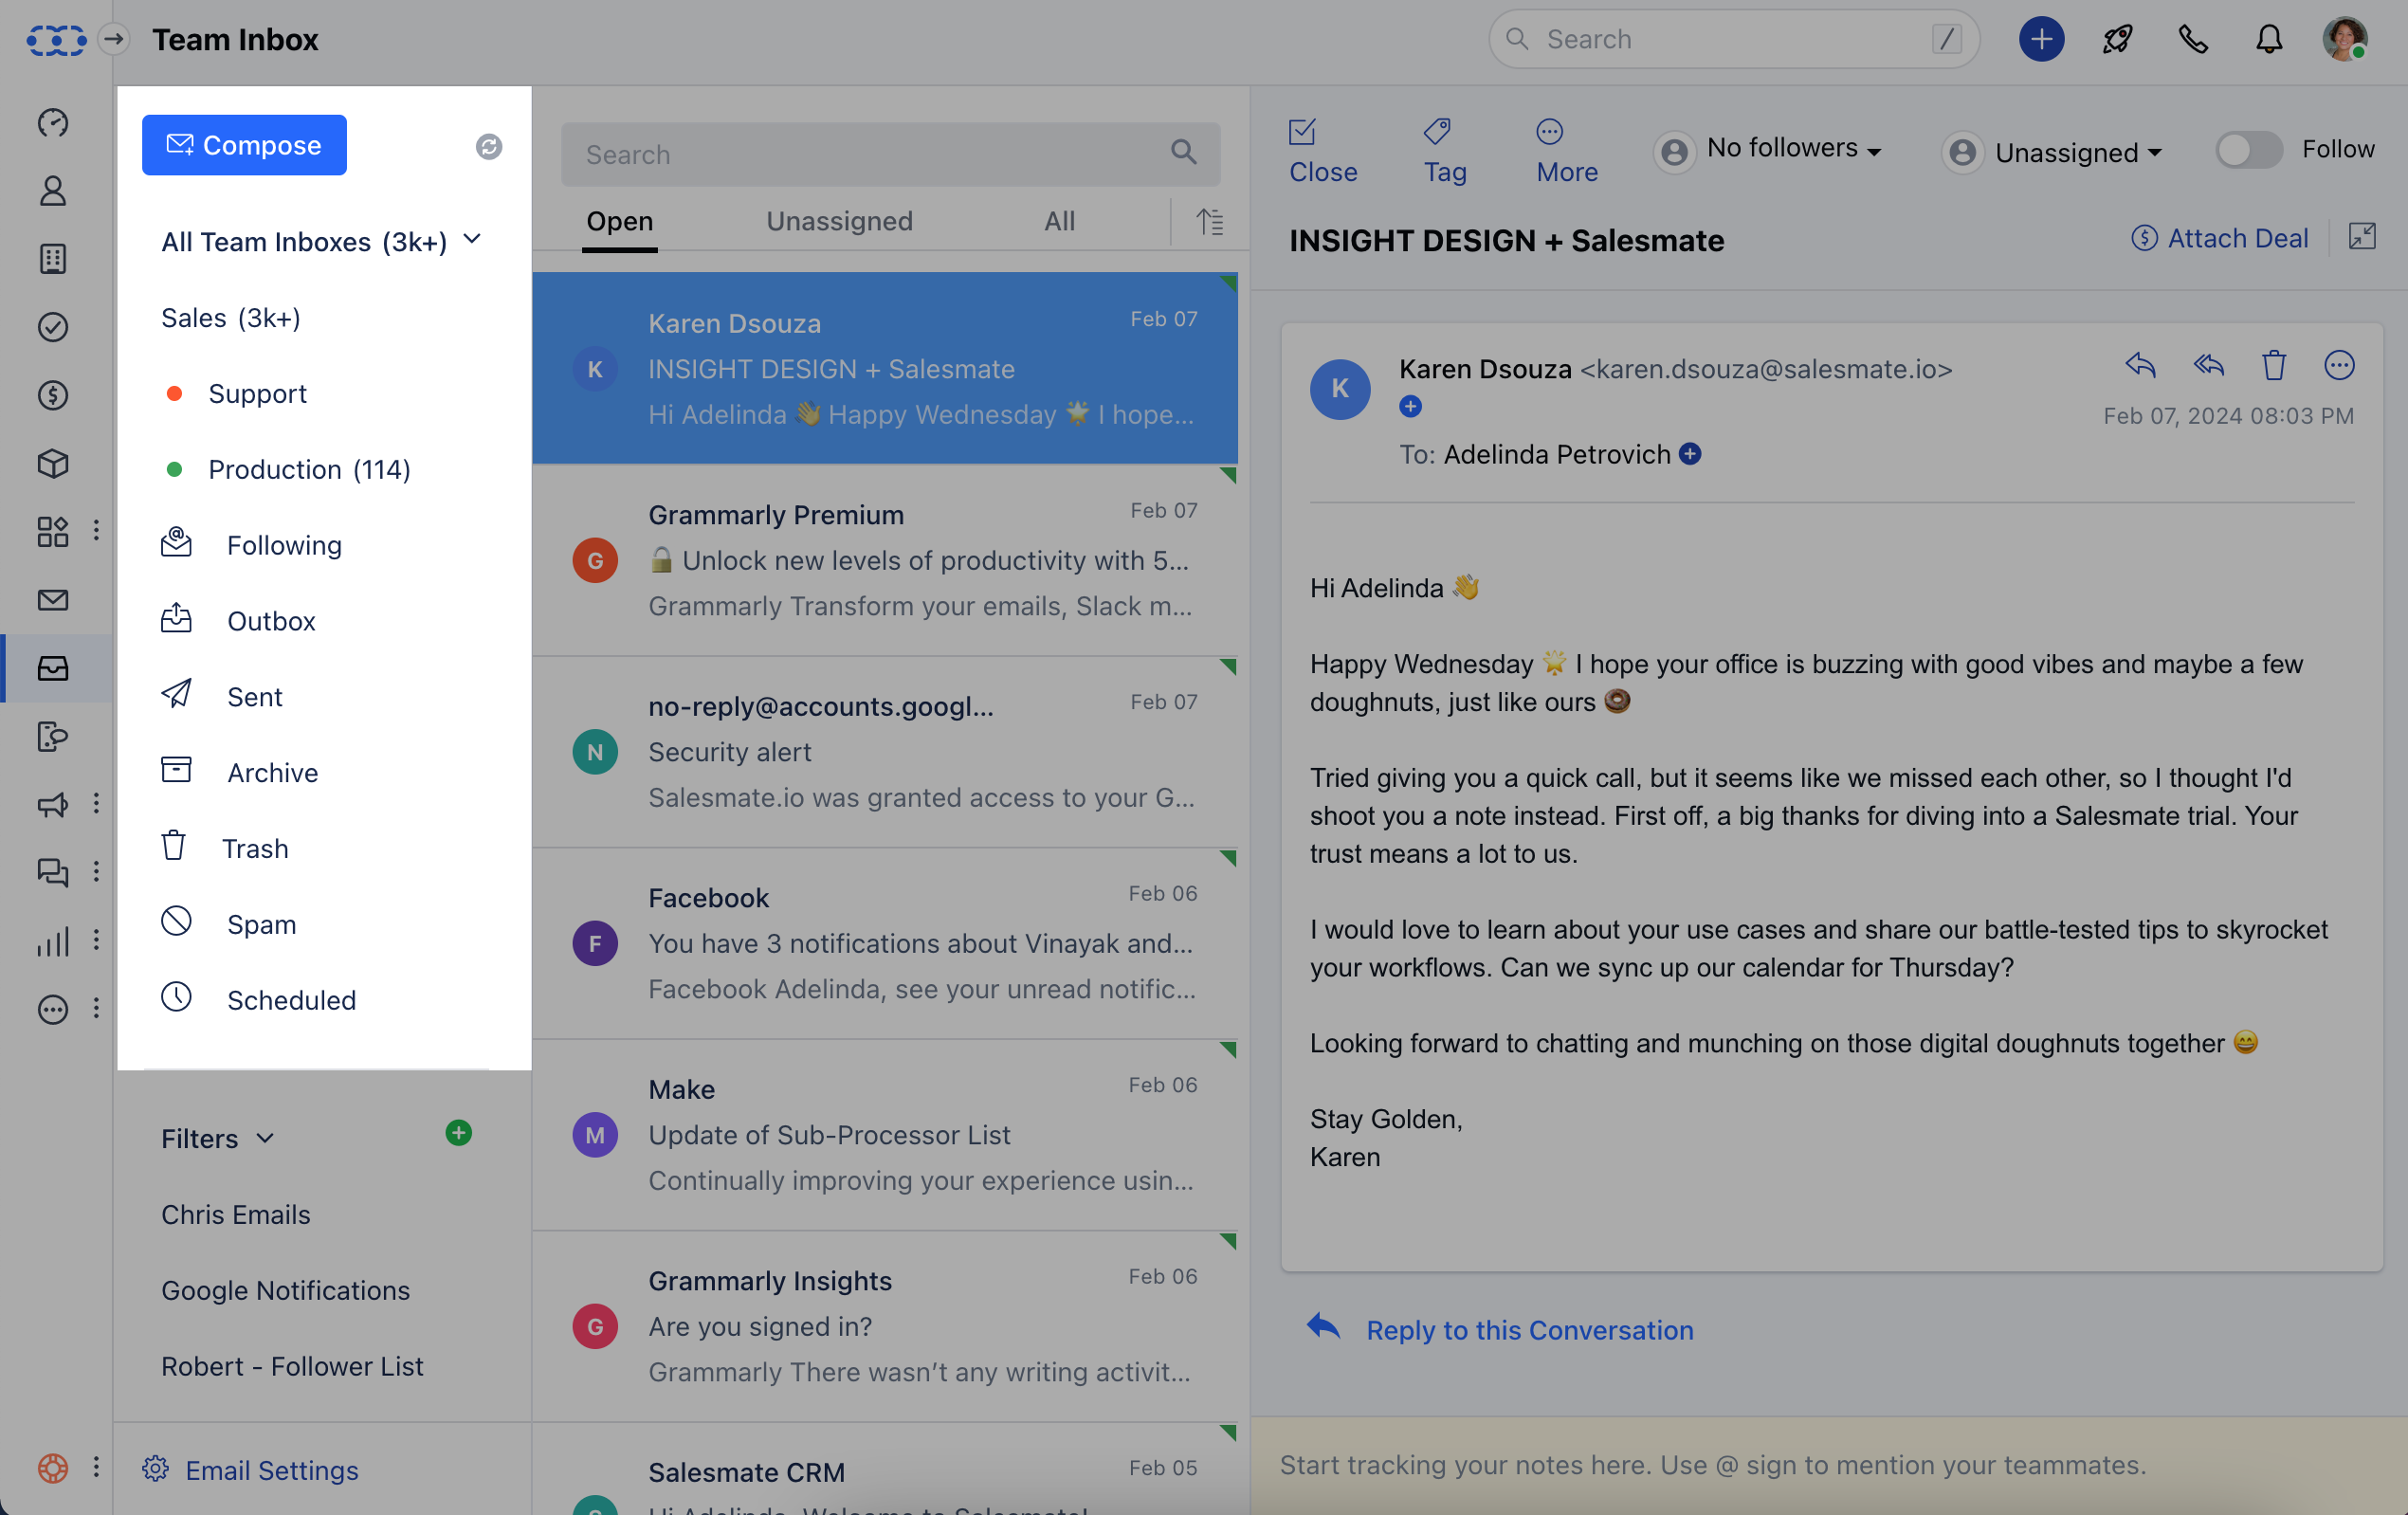 Team Inbox
Search
/
Compose
All Team Inboxes (3k+)
Sales (3k+)
Support
Production (114)
Following
Outbox
Sent
Archive
Trash
Spam
Scheduled
Filters
Chris Emails
Google Notifications
Robert - Follower List
Email Settings
Search
Open Unassigned All
Karen Dsouza Feb 07
K
INSIGHT DESIGN + Salesmate
Hi Adelinda 👋 Happy Wednesday 🌟 I hope...
Grammarly Premium Feb 07
G
🔓 Unlock new levels of productivity with 5...
Grammarly Transform your emails, Slack m...
no-reply@accounts.googl... Feb 07
N
Security alert
Salesmate.io was granted access to your G...
Facebook Feb 06
F
You have 3 notifications about Vinayak and...
Facebook Adelinda, see your unread notific...
Make Feb 06
M
Update of Sub-Processor List
Continually improving your experience usin...
Grammarly Insights Feb 06
G
Are you signed in?
Grammarly There wasn't any writing activit...
Salesmate CRM Feb 05
Hi Adelinda, Welcome to Salesmate!
Close Tag More No followers Unassigned Follow
INSIGHT DESIGN + Salesmate Attach Deal
K
Karen Dsouza <karen.dsouza@salesmate.io>
Feb 07, 2024 08:03 PM
To: Adelinda Petrovich
Hi Adelinda 👋
Happy Wednesday 🌟 I hope your office is buzzing with good vibes and maybe a few
doughnuts, just like ours 🍩
Tried giving you a quick call, but it seems like we missed each other, so I thought I'd
shoot you a note instead. First off, a big thanks for diving into a Salesmate trial. Your
trust means a lot to us.
I would love to learn about your use cases and share our battle-tested tips to skyrocket
your workflows. Can we sync up our calendar for Thursday?
Looking forward to chatting and munching on those digital doughnuts together 😄
Stay Golden,
Karen
Reply to this Conversation
Start tracking your notes here. Use @ sign to mention your teammates.